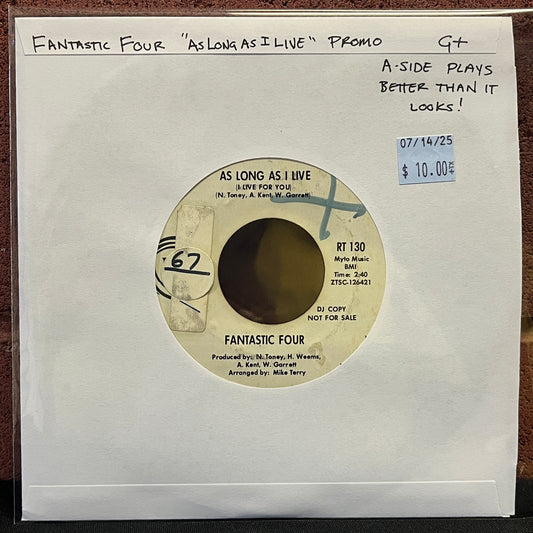 FANTASTIC FOUR "AS LONG AS I LIVE" PROMO G+
A-SIDE PLAYS
BETTER THAN IT
LOOKS!
07/14/25
$ 10.00
AS LONG AS I LIVE
(I LIVE FOR YOU)
(N. Toney, A. Kent, W. Garrett)
67
RT 130
Myto Music
BMI
Time: 2:40
ZTSC-126421
DJ COPY
NOT FOR SALE
FANTASTIC FOUR
Produced by: N. Toney, H. Weems,
A. Kent, W. Garrett
Arranged by: Mike Terry